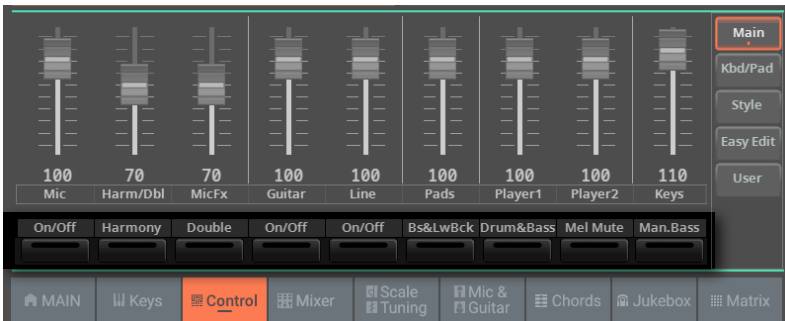 100 70 70 100 100 100 100 100 110
Mic Harm/Dbl MicFx Guitar Line Pads Player1 Player2 Keys
On/Off Harmony Double On/Off On/Off Bs&LwBck Drum&Bass Mel Mute Man.Bass
Main
Kbd/Pad
Style
Easy Edit
User
MAIN Keys Control Mixer Scale Tuning Mic & Guitar Chords Jukebox Matrix